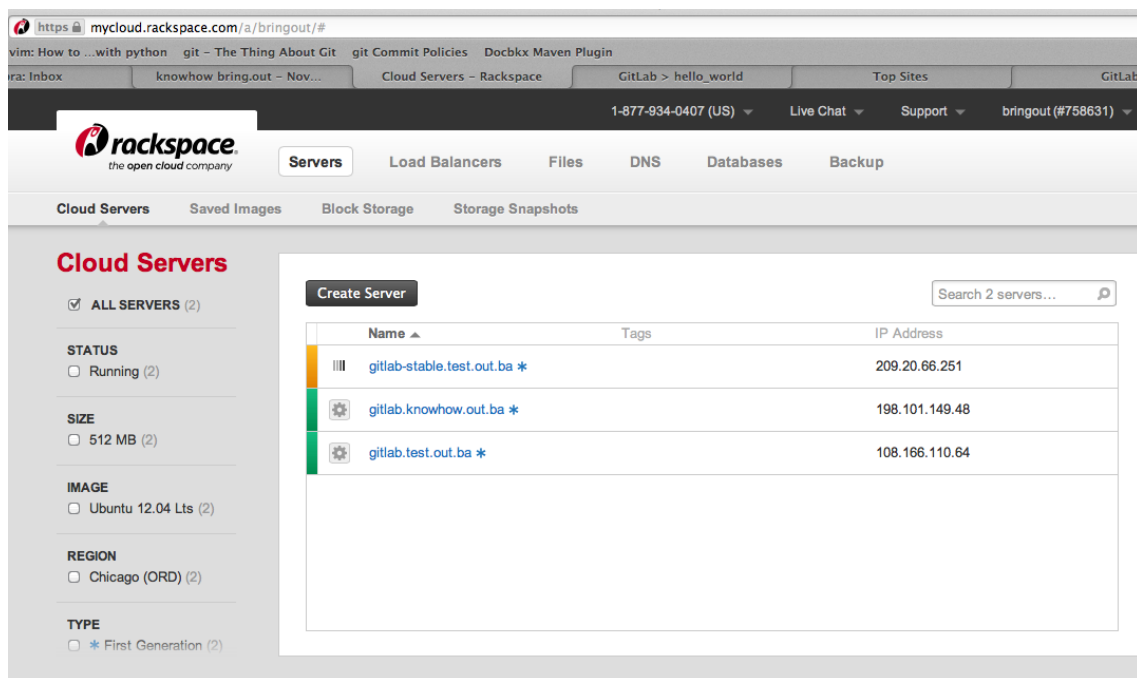 https mycloud.rackspace.com/a/bringout/#
vim: How to ...with python git – The Thing About Git git Commit Policies Docbkx Maven Plugin
ora: Inbox knowhow bring.out – Nov... Cloud Servers – Rackspace GitLab > hello_world Top Sites GitLab
1-877-934-0407 (US) Live Chat Support bringout (#758631)
rackspace.
the open cloud company
Servers Load Balancers Files DNS Databases Backup
Cloud Servers Saved Images Block Storage Storage Snapshots
Cloud Servers
ALL SERVERS (2)
STATUS
Running (2)
SIZE
512 MB (2)
IMAGE
Ubuntu 12.04 Lts (2)
REGION
Chicago (ORD) (2)
TYPE
* First Generation (2)
Create Server
Search 2 servers...
Name Tags IP Address
gitlab-stable.test.out.ba * 209.20.66.251
gitlab.knowhow.out.ba * 198.101.149.48
gitlab.test.out.ba * 108.166.110.64